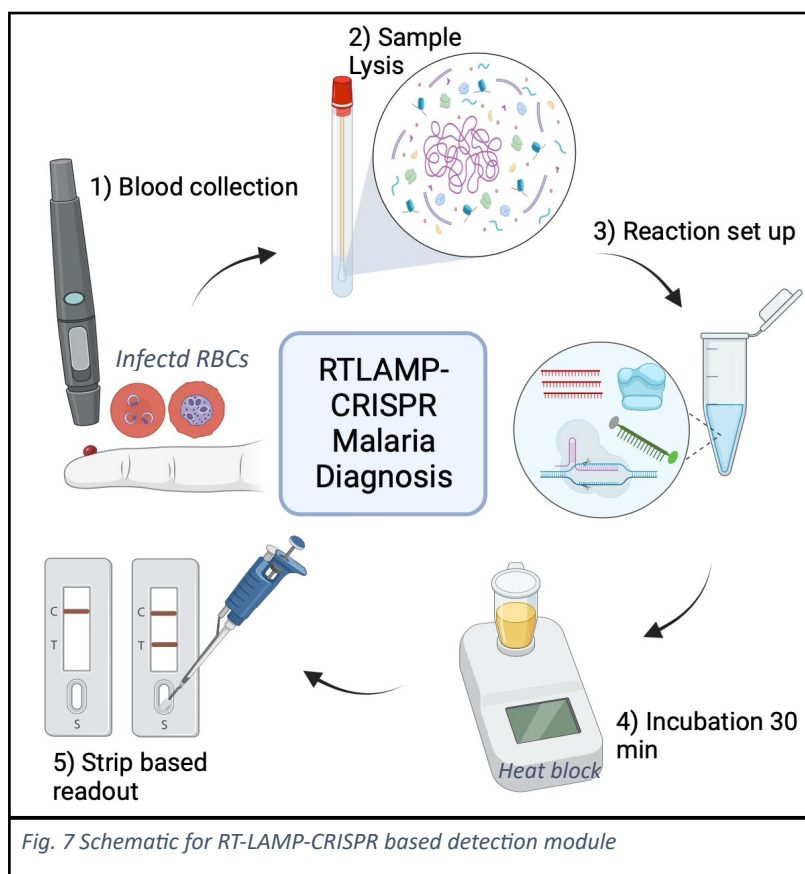 2) Sample
Lysis
1) Blood collection
3) Reaction set up
Infectd RBCs
RTLAMP-
CRISPR
Malaria
Diagnosis
C
T
S
C
T
S
4) Incubation 30
min
Heat block
5) Strip based
readout
Fig. 7 Schematic for RT-LAMP-CRISPR based detection module